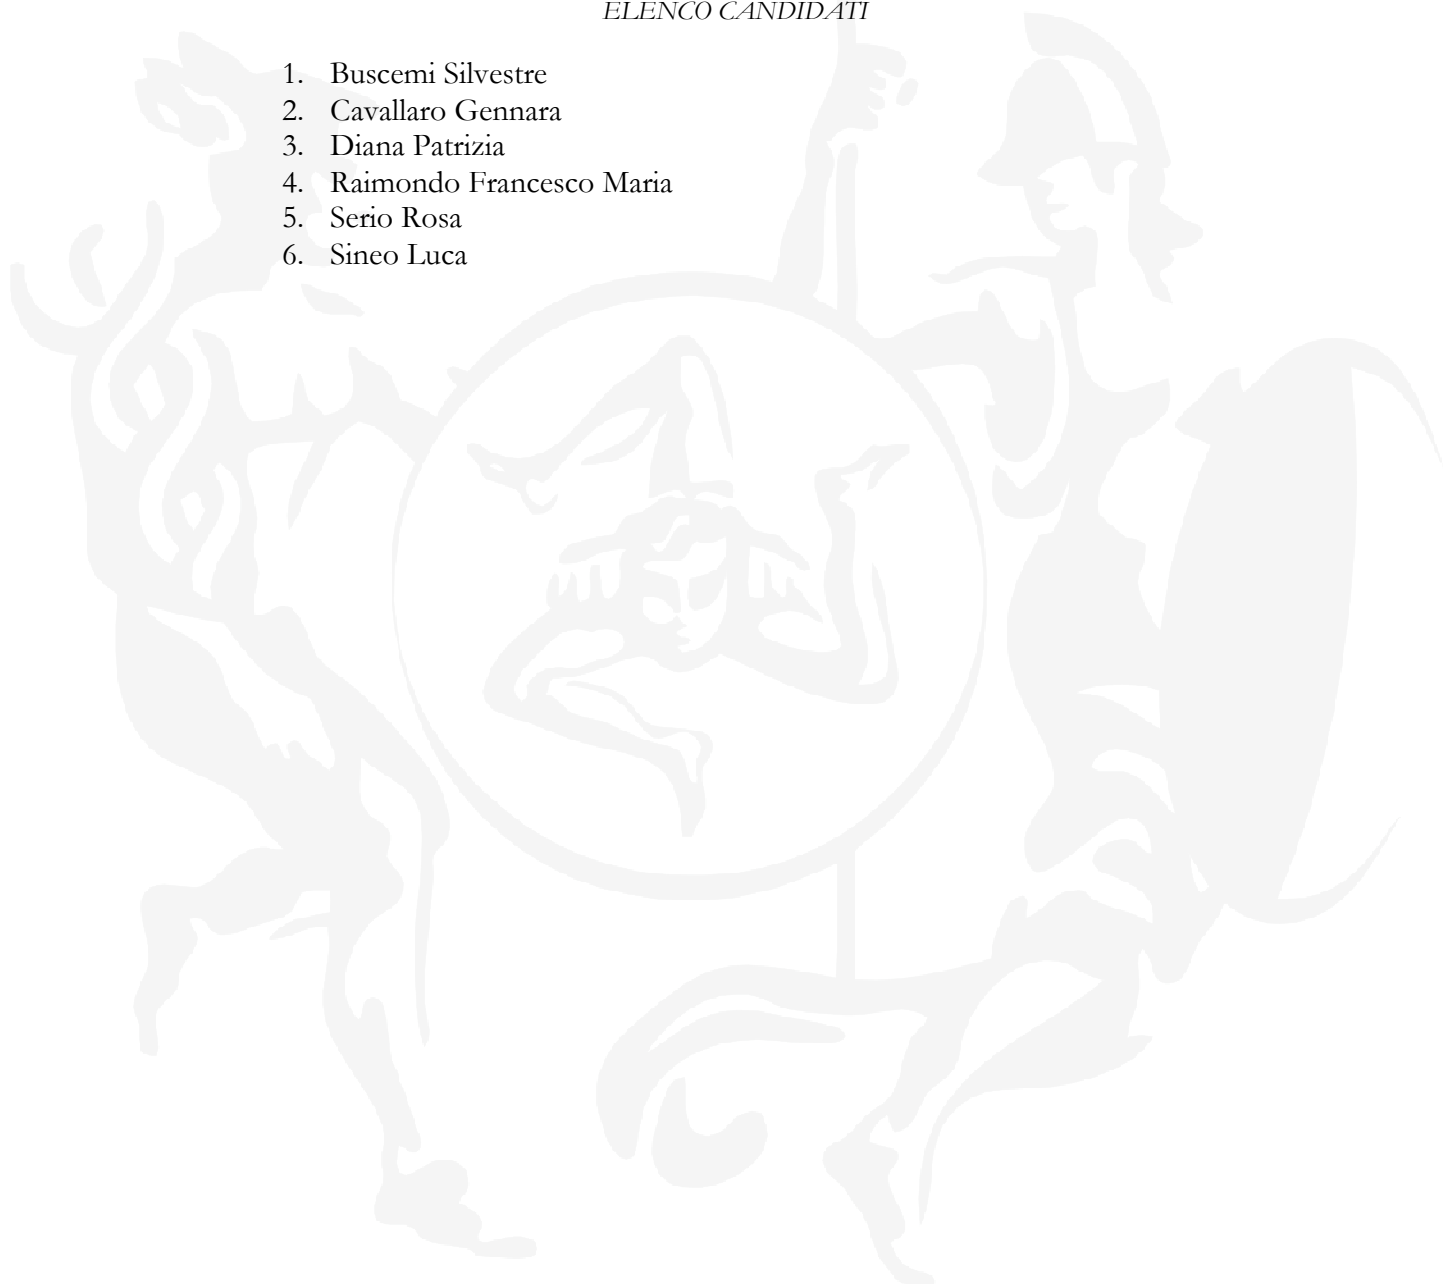 ELENCO CANDIDATI
1. Buscemi Silvestre
2. Cavallaro Gennara
3. Diana Patrizia
4. Raimondo Francesco Maria
5. Serio Rosa
6. Sineo Luca